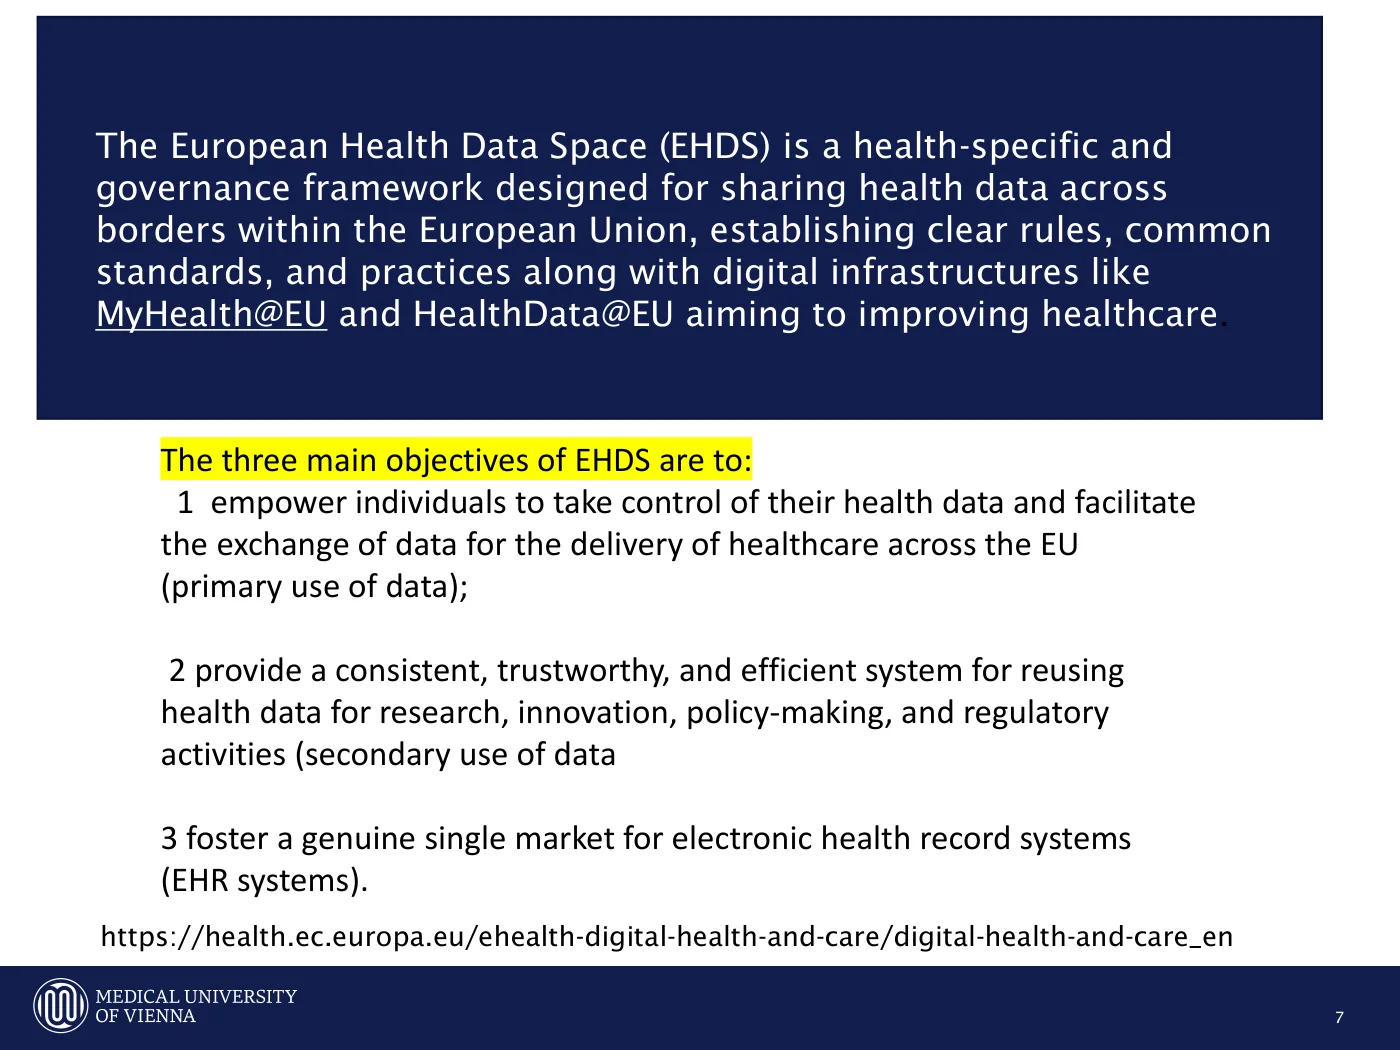 The European Health Data Space (EHDS) is a health-specific and
governance framework designed for sharing health data across
borders within the European Union, establishing clear rules, common
standards, and practices along with digital infrastructures like
MyHealth@EU and HealthData@EU aiming to improving healthcare.
The three main objectives of EHDS are to:
1 empower individuals to take control of their health data and facilitate
the exchange of data for the delivery of healthcare across the EU
(primary use of data);
2 provide a consistent, trustworthy, and efficient system for reusing
health data for research, innovation, policy-making, and regulatory
activities (secondary use of data
3 foster a genuine single market for electronic health record systems
(EHR systems).
https://health.ec.europa.eu/ehealth-digital-health-and-care/digital-health-and-care_en
MEDICAL UNIVERSITY
OF VIENNA
7